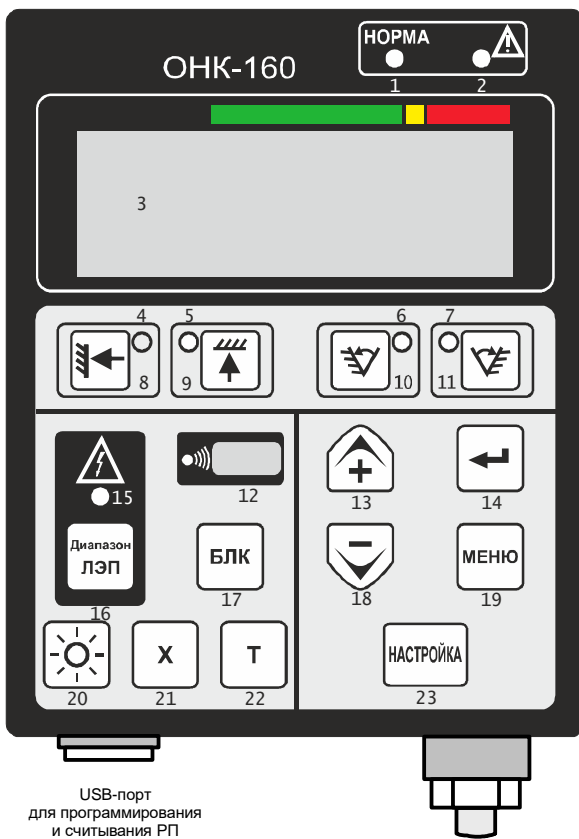 НОРМА
ОНК-160
1 2
3
4 5 6 7
8 9 10 11
15
12
13
14
Диапазон
ЛЭП
БЛК
МЕНЮ
16
17
18
19
X
T
НАСТРОЙКА
20
21
22
23
USB-порт
для программирования
и считывания РП